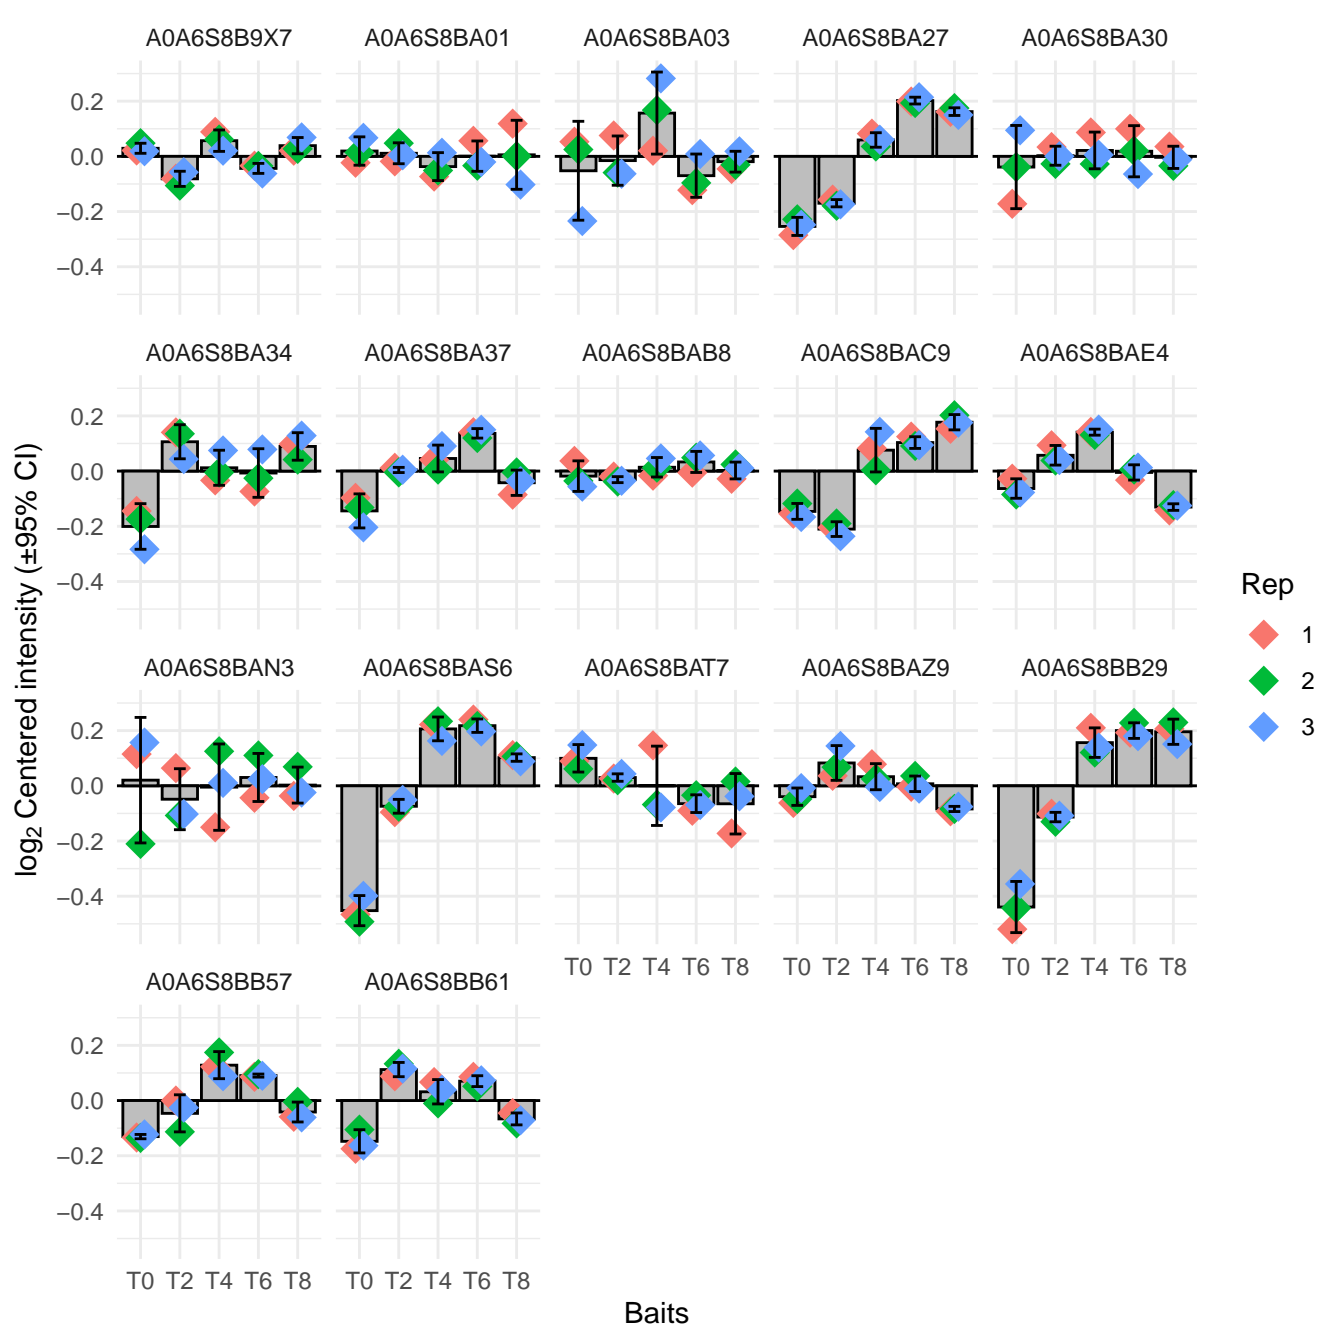 A0A6S8B9X7 A0A6S8BA01 A0A6S8BA03 A0A6S8BA27 A0A6S8BA30
0.2
0.0
−0.2
−0.4
A0A6S8BA34 A0A6S8BA37 A0A6S8BAB8 A0A6S8BAC9 A0A6S8BAE4
0.2
0.0
−0.2
−0.4
A0A6S8BAN3 A0A6S8BAS6 A0A6S8BAT7 A0A6S8BAZ9 A0A6S8BB29
0.2
0.0
−0.2
−0.4
T0 T2 T4 T6 T8 T0 T2 T4 T6 T8 T0 T2 T4 T6 T8
A0A6S8BB57 A0A6S8BB61
0.2
0.0
−0.2
−0.4
T0 T2 T4 T6 T8 T0 T2 T4 T6 T8
Baits
log₂ Centered intensity (±95% CI)
Rep
1
2
3